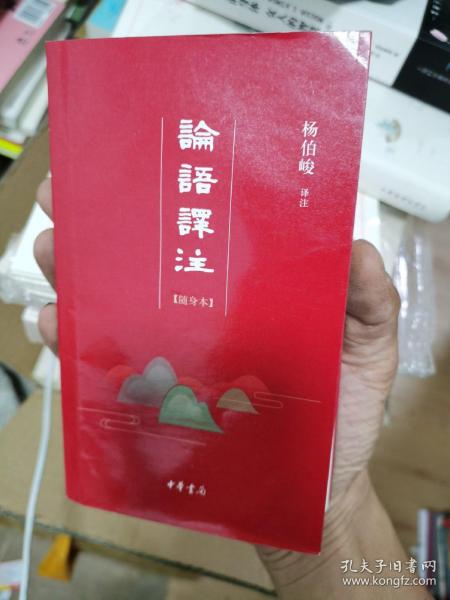 論語譯注
【随身本】
杨伯峻 译注
中華書局
孔夫子旧书网
www.kongfz.com